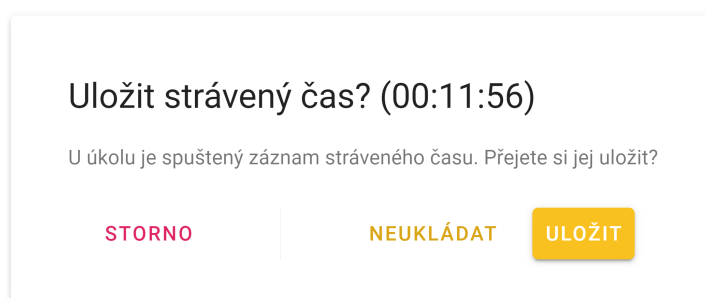 Uložit strávený čas? (00:11:56)
U úkolu je spuštený záznam stráveného času. Přejete si jej uložit?
STORNO NEUKLÁDAT ULOŽIT